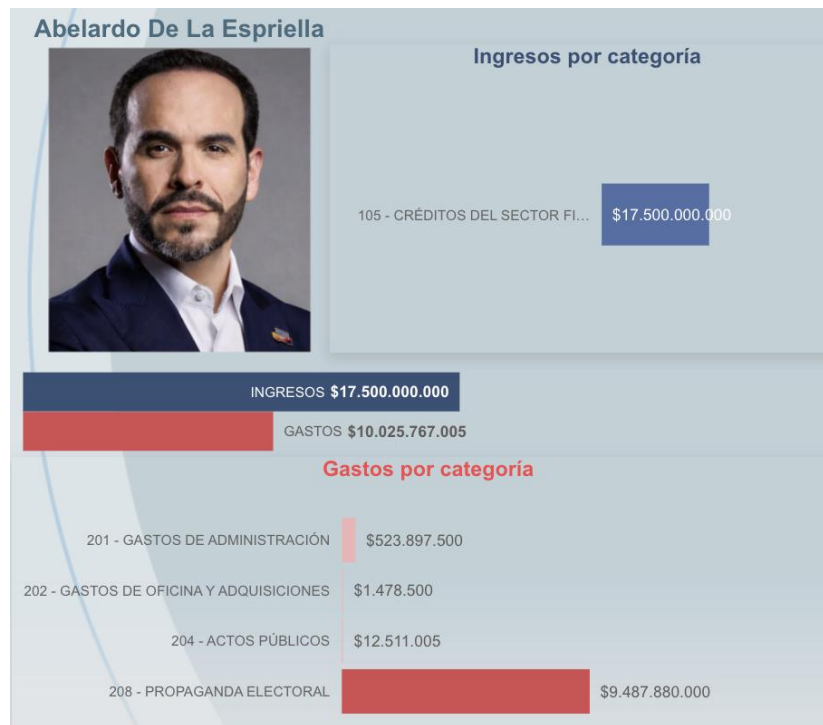 Abelardo De La Espriella
Ingresos por categoría
105 - CRÉDITOS DEL SECTOR FI... $17.500.000.000
INGRESOS $17.500.000.000
GASTOS $10.025.767.005
Gastos por categoría
201 - GASTOS DE ADMINISTRACIÓN $523.897.500
202 - GASTOS DE OFICINA Y ADQUISICIONES $1.478.500
204 - ACTOS PÚBLICOS $12.511.005
208 - PROPAGANDA ELECTORAL $9.487.880.000